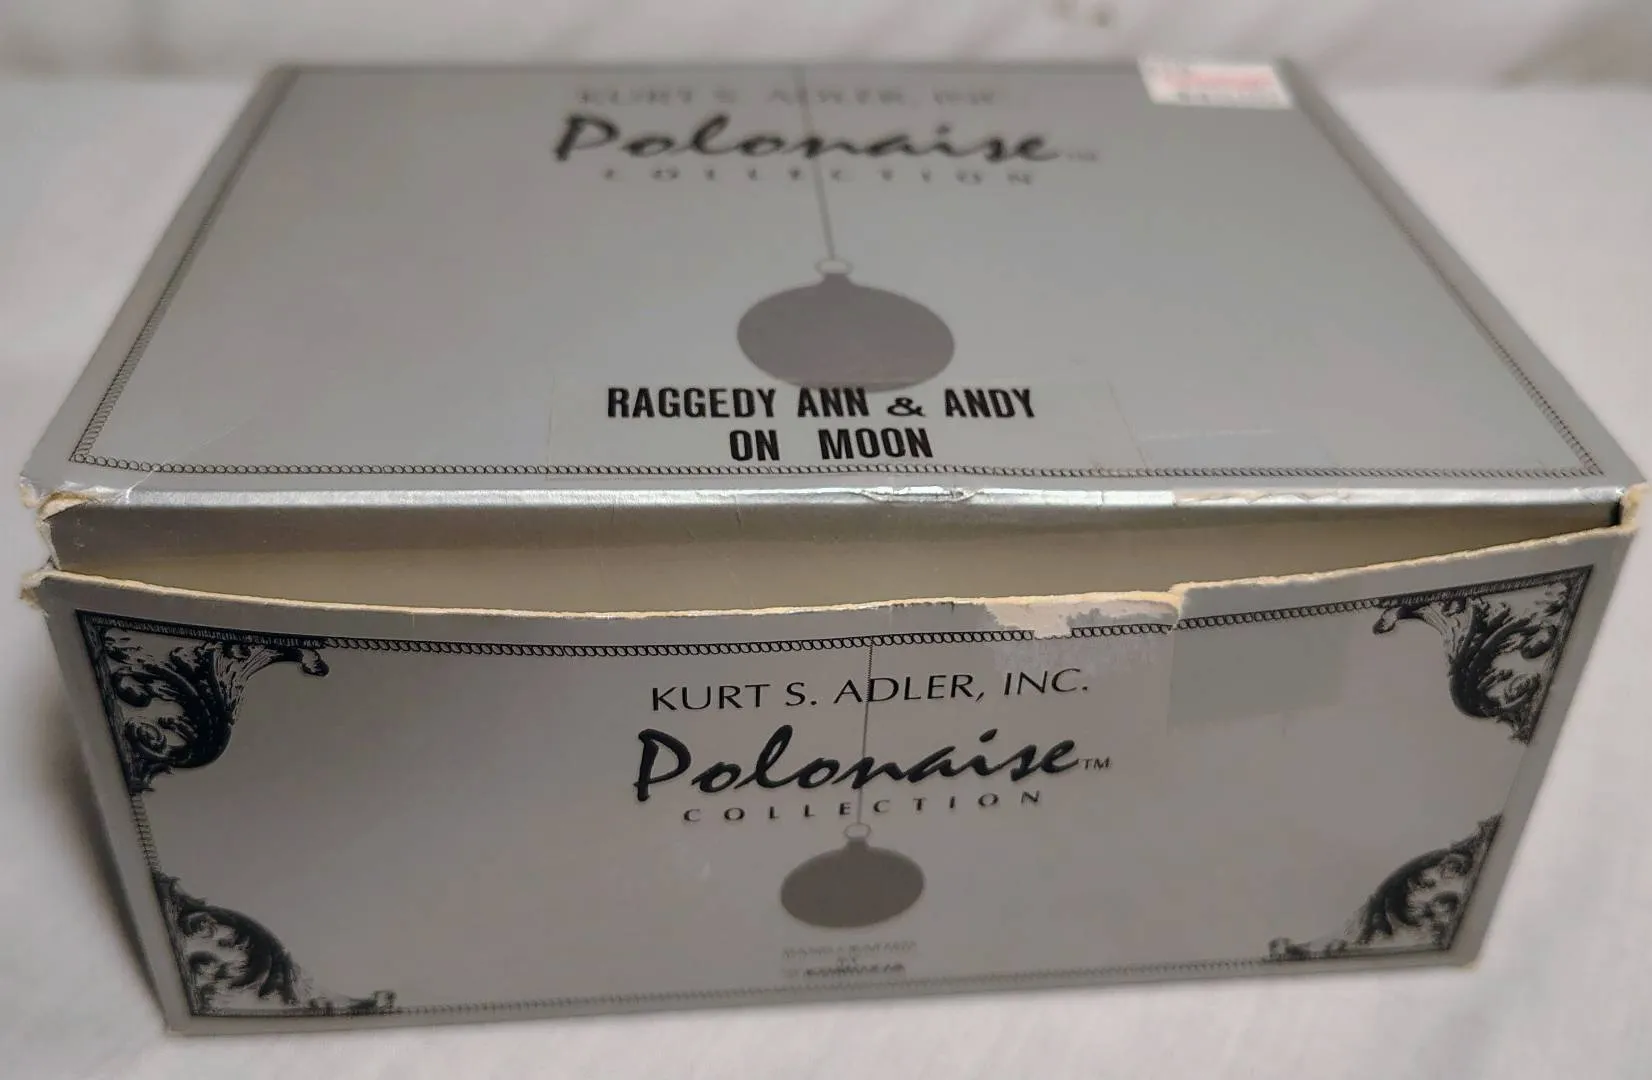 KURT S. ADLER, INC.
Polonaise™
COLLECTION
RAGGEDY ANN & ANDY
ON MOON
KURT S. ADLER, INC.
Polonaise™
COLLECTION